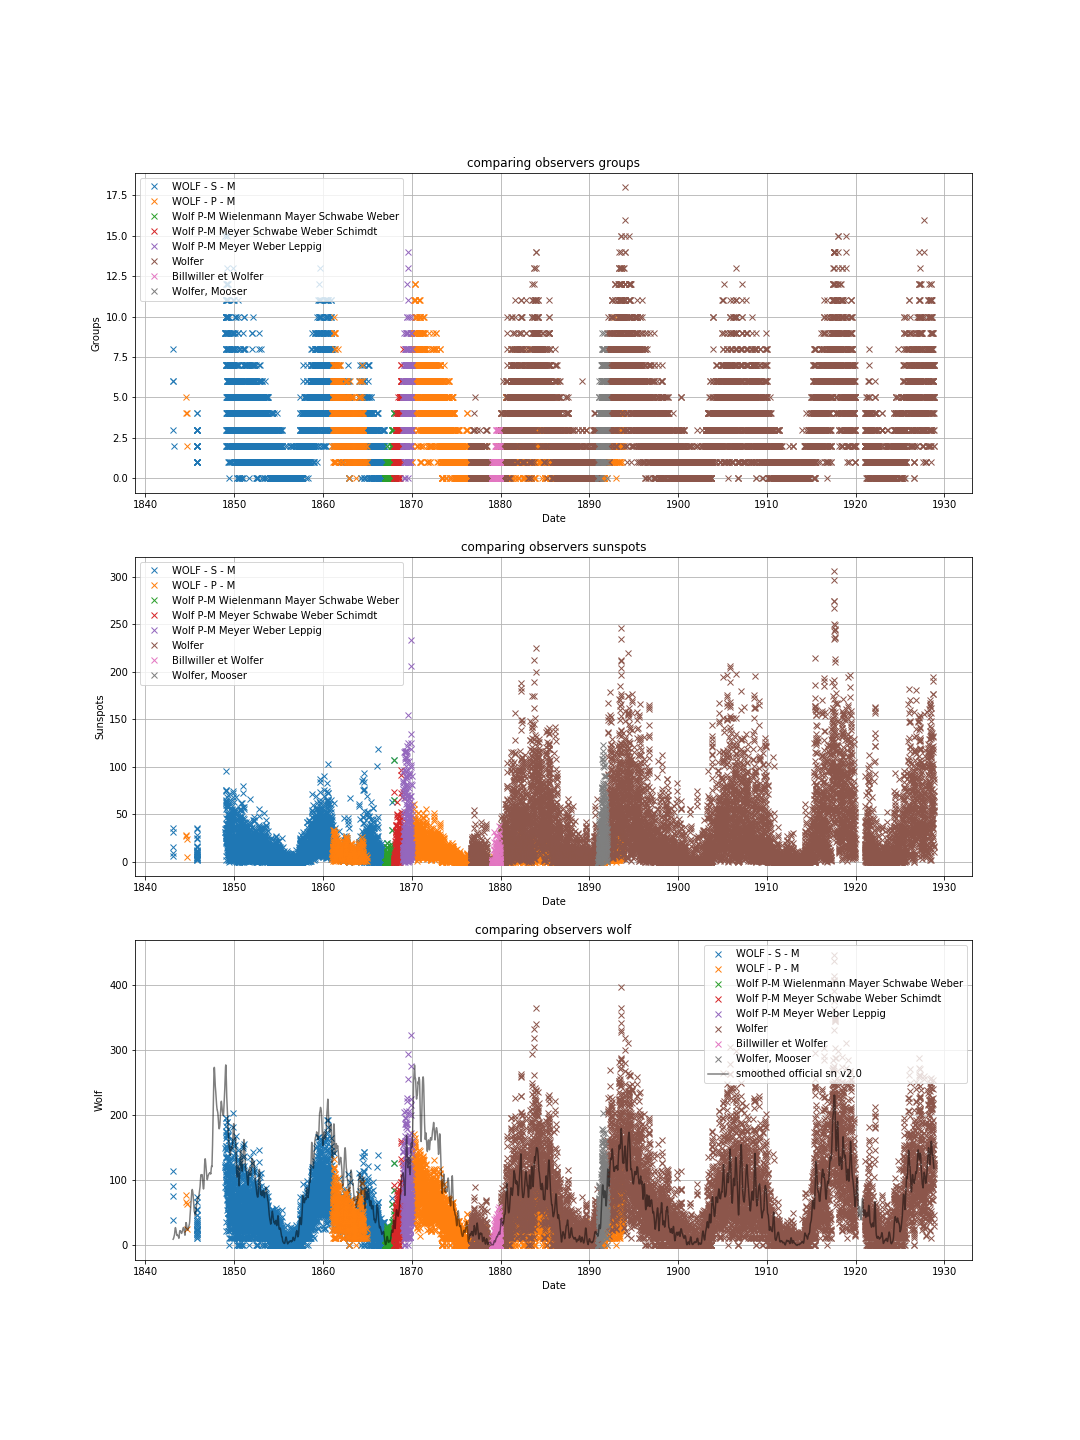 comparing observers groups
17.5
15.0
12.5
10.0
7.5
5.0
2.5
0.0
Groups
WOLF - S - M
WOLF - P - M
Wolf P-M Wielenmann Mayer Schwabe Weber
Wolf P-M Meyer Schwabe Weber Schimdt
Wolf P-M Meyer Weber Leppig
Wolfer
Billwiller et Wolfer
Wolfer, Mooser
1840 1850 1860 1870 1880 1890 1900 1910 1920 1930
Date
comparing observers sunspots
300
250
200
150
100
50
0
Sunspots
WOLF - S - M
WOLF - P - M
Wolf P-M Wielenmann Mayer Schwabe Weber
Wolf P-M Meyer Schwabe Weber Schimdt
Wolf P-M Meyer Weber Leppig
Wolfer
Billwiller et Wolfer
Wolfer, Mooser
1840 1850 1860 1870 1880 1890 1900 1910 1920 1930
Date
comparing observers wolf
400
300
200
100
0
Wolf
WOLF - S - M
WOLF - P - M
Wolf P-M Wielenmann Mayer Schwabe Weber
Wolf P-M Meyer Schwabe Weber Schimdt
Wolf P-M Meyer Weber Leppig
Wolfer
Billwiller et Wolfer
Wolfer, Mooser
smoothed official sn v2.0
1840 1850 1860 1870 1880 1890 1900 1910 1920 1930
Date